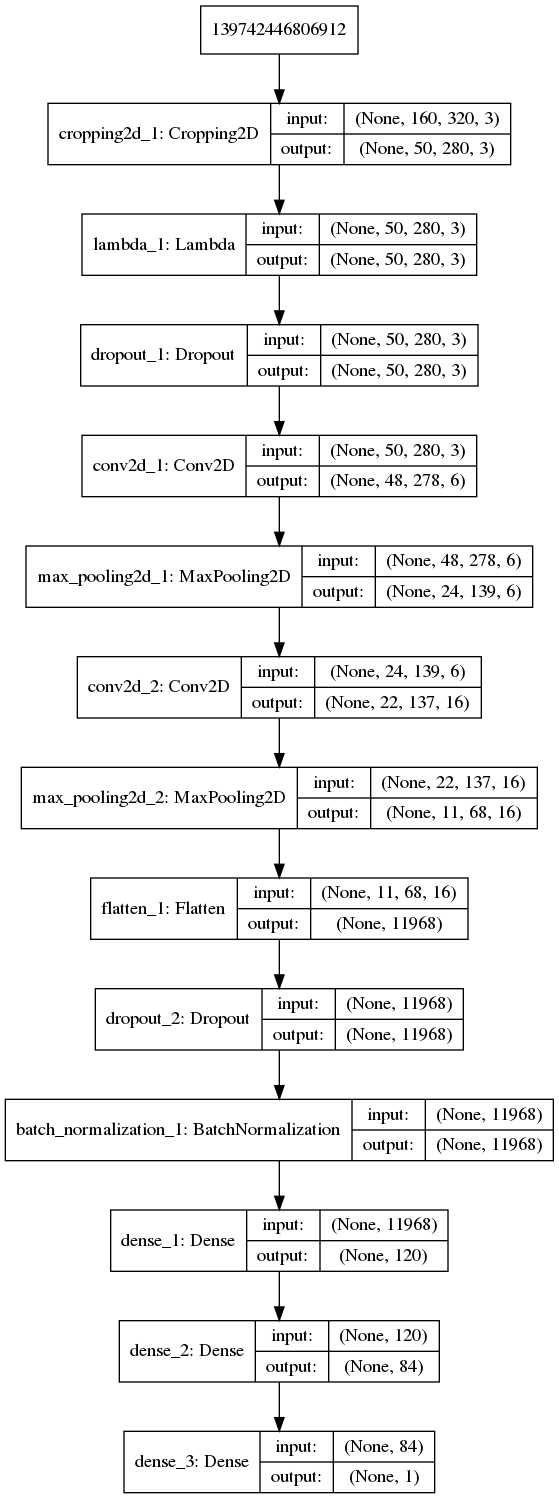 139742446806912
cropping2d_1: Cropping2D
input: (None, 160, 320, 3)
output: (None, 50, 280, 3)
lambda_1: Lambda
input: (None, 50, 280, 3)
output: (None, 50, 280, 3)
dropout_1: Dropout
input: (None, 50, 280, 3)
output: (None, 50, 280, 3)
conv2d_1: Conv2D
input: (None, 50, 280, 3)
output: (None, 48, 278, 6)
max_pooling2d_1: MaxPooling2D
input: (None, 48, 278, 6)
output: (None, 24, 139, 6)
conv2d_2: Conv2D
input: (None, 24, 139, 6)
output: (None, 22, 137, 16)
max_pooling2d_2: MaxPooling2D
input: (None, 22, 137, 16)
output: (None, 11, 68, 16)
flatten_1: Flatten
input: (None, 11, 68, 16)
output: (None, 11968)
dropout_2: Dropout
input: (None, 11968)
output: (None, 11968)
batch_normalization_1: BatchNormalization
input: (None, 11968)
output: (None, 11968)
dense_1: Dense
input: (None, 11968)
output: (None, 120)
dense_2: Dense
input: (None, 120)
output: (None, 84)
dense_3: Dense
input: (None, 84)
output: (None, 1)